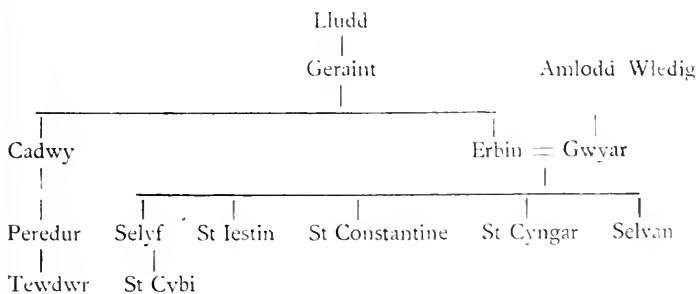 Lludd
Geraint Amlodd Wledig
Cadwy Erbin = Gwyar
Peredur Selyf St Iestin St Constantine St Cyngar Selvan
Tewdwr St Cybi